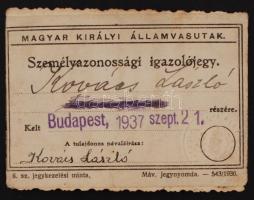 MAGYAR KIRÁLYI ÁLLAMVASUTAK.
Személyazonossági igazolójegy.
Kovács László
részére.
Kelt Budapest, 1937 szept. 21.
A tulajdonos névaláírása:
Kovács László
6. sz. jegykezelési minta. Máv. jegynyomda. — 543/1936.